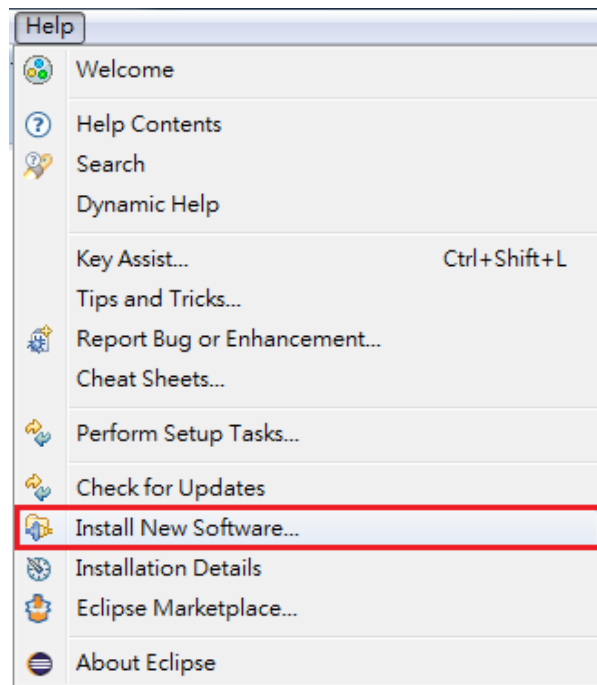 Help
Welcome
Help Contents
Search
Dynamic Help
Key Assist... Ctrl+Shift+L
Tips and Tricks...
Report Bug or Enhancement...
Cheat Sheets...
Perform Setup Tasks...
Check for Updates
Install New Software...
Installation Details
Eclipse Marketplace...
About Eclipse